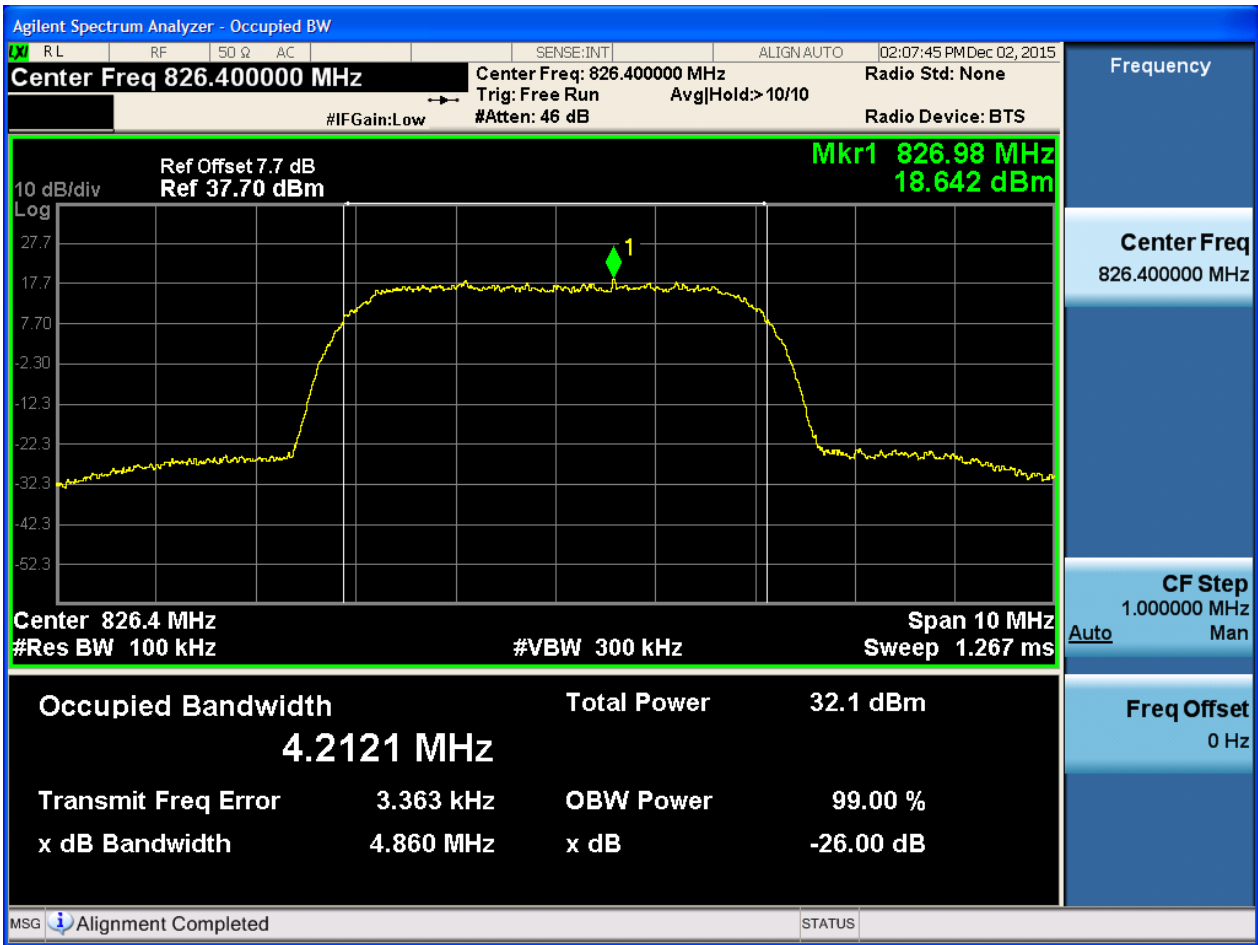 Agilent Spectrum Analyzer - Occupied BW
LXI RL RF 50 Ω AC SENSE:INT ALIGN AUTO 02:07:45 PM Dec 02, 2015
Center Freq 826.400000 MHz
Center Freq: 826.400000 MHz Radio Std: None
Trig: Free Run Avg|Hold:> 10/10
#IFGain:Low #Atten: 46 dB Radio Device: BTS
Frequency
Mkr1 826.98 MHz
18.642 dBm
Ref Offset 7.7 dB
10 dB/div Ref 37.70 dBm
Log
27.7
17.7
7.70
-2.30
-12.3
-22.3
-32.3
-42.3
-52.3
1
Center 826.4 MHz Span 10 MHz
#Res BW 100 kHz #VBW 300 kHz Sweep 1.267 ms
Occupied Bandwidth Total Power 32.1 dBm
4.2121 MHz
Transmit Freq Error 3.363 kHz OBW Power 99.00 %
x dB Bandwidth 4.860 MHz x dB -26.00 dB
Center Freq
826.400000 MHz
CF Step
1.000000 MHz
Auto Man
Freq Offset
0 Hz
MSG Alignment Completed STATUS